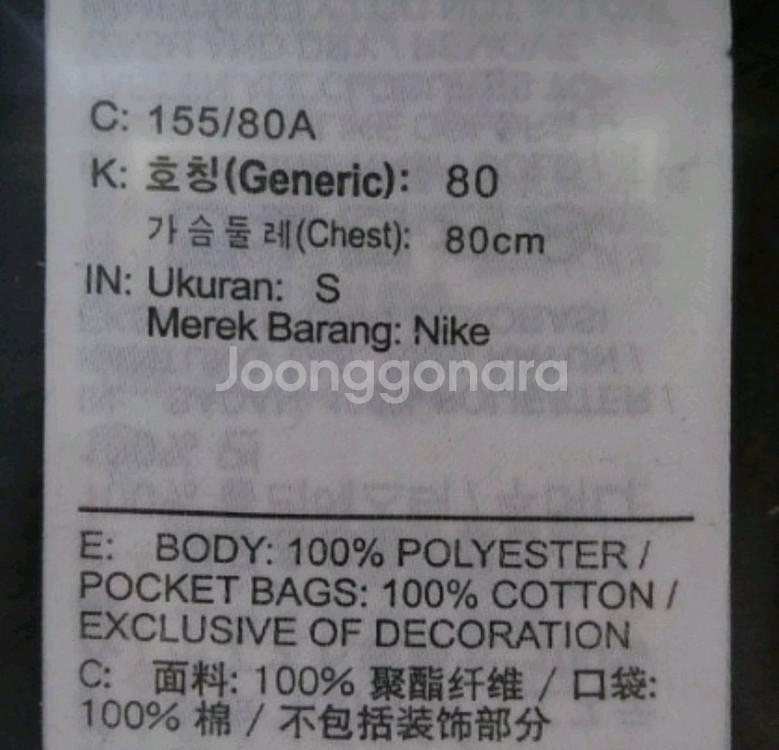 C: 155/80A
K: 호칭(Generic): 80
가슴둘레(Chest): 80cm
IN: Ukuran: S
Merek Barang: Nike
Joonggonara
E: BODY: 100% POLYESTER /
POCKET BAGS: 100% COTTON /
EXCLUSIVE OF DECORATION
C: 面料: 100% 聚酯纤维 / 口袋:
100% 棉 / 不包括装饰部分